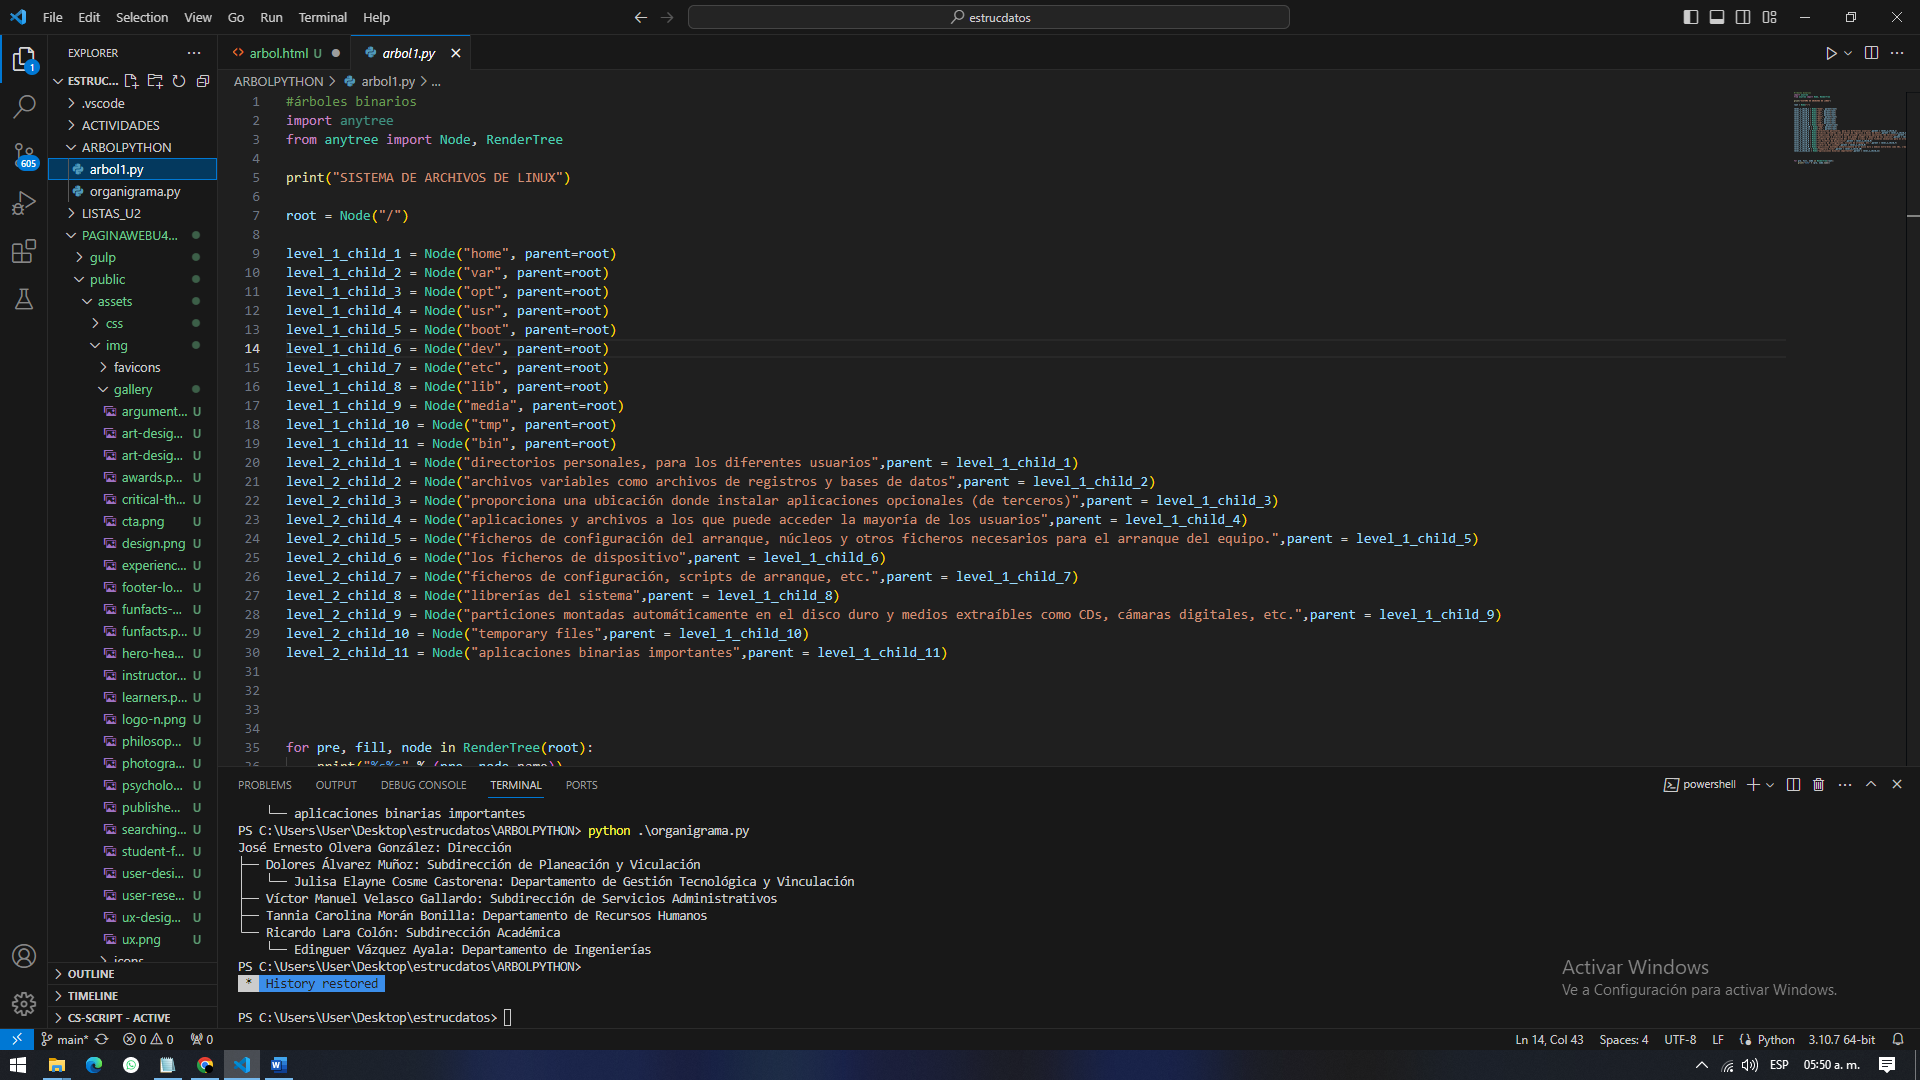 File Edit Selection View Go Run Terminal Help
estrucdatos
EXPLORER
arbol.html U
arbol1.py
ESTRUC...
ARBOLPYTHON > arbol1.py > ...
.vscode
ACTIVIDADES
ARBOLPYTHON
arbol1.py
organigrama.py
LISTAS_U2
PAGINAWEBU4...
gulp
public
assets
css
img
favicons
gallery
argument... U
art-desig... U
art-desig... U
awards.p... U
critical-th... U
cta.png U
design.png U
experienc... U
footer-lo... U
funfacts-... U
funfacts.p... U
hero-hea... U
instructor... U
learners.p... U
logo-n.png U
philosop... U
photogra... U
psycholo... U
publishe... U
searching... U
student-f... U
user-desi... U
user-rese... U
ux-desig... U
ux.png U
icons
OUTLINE
TIMELINE
CS-SCRIPT - ACTIVE
1
605
1 #árboles binarios
2 import anytree
3 from anytree import Node, RenderTree
4
5 print("SISTEMA DE ARCHIVOS DE LINUX")
6
7 root = Node("/")
8
9 level_1_child_1 = Node("home", parent=root)
10 level_1_child_2 = Node("var", parent=root)
11 level_1_child_3 = Node("opt", parent=root)
12 level_1_child_4 = Node("usr", parent=root)
13 level_1_child_5 = Node("boot", parent=root)
14 level_1_child_6 = Node("dev", parent=root)
15 level_1_child_7 = Node("etc", parent=root)
16 level_1_child_8 = Node("lib", parent=root)
17 level_1_child_9 = Node("media", parent=root)
18 level_1_child_10 = Node("tmp", parent=root)
19 level_1_child_11 = Node("bin", parent=root)
20 level_2_child_1 = Node("directorios personales, para los diferentes usuarios",parent = level_1_child_1)
21 level_2_child_2 = Node("archivos variables como archivos de registros y bases de datos",parent = level_1_child_2)
22 level_2_child_3 = Node("proporciona una ubicación donde instalar aplicaciones opcionales (de terceros)",parent = level_1_child_3)
23 level_2_child_4 = Node("aplicaciones y archivos a los que puede acceder la mayoría de los usuarios",parent = level_1_child_4)
24 level_2_child_5 = Node("ficheros de configuración del arranque, núcleos y otros ficheros necesarios para el arranque del equipo.",parent = level_1_child_5)
25 level_2_child_6 = Node("los ficheros de dispositivo",parent = level_1_child_6)
26 level_2_child_7 = Node("ficheros de configuración, scripts de arranque, etc.",parent = level_1_child_7)
27 level_2_child_8 = Node("librerías del sistema",parent = level_1_child_8)
28 level_2_child_9 = Node("particiones montadas automáticamente en el disco duro y medios extraíbles como CDs, cámaras digitales, etc.",parent = level_1_child_9)
29 level_2_child_10 = Node("temporary files",parent = level_1_child_10)
30 level_2_child_11 = Node("aplicaciones binarias importantes",parent = level_1_child_11)
31
32
33
34
35 for pre, fill, node in RenderTree(root):
36 print("%s%s" % (pre, node.name))
PROBLEMS OUTPUT DEBUG CONSOLE TERMINAL PORTS
powershell
└── aplicaciones binarias importantes
PS C:\Users\User\Desktop\estrucdatos\ARBOLPYTHON> python .\organigrama.py
José Ernesto Olvera González: Dirección
├── Dolores Álvarez Muñoz: Subdirección de Planeación y Viculación
│   └── Julisa Elayne Cosme Castorena: Departamento de Gestión Tecnológica y Vinculación
├── Víctor Manuel Velasco Gallardo: Subdirección de Servicios Administrativos
├── Tannia Carolina Morán Bonilla: Departamento de Recursos Humanos
└── Ricardo Lara Colón: Subdirección Académica
    └── Edinguer Vázquez Ayala: Departamento de Ingenierías
PS C:\Users\User\Desktop\estrucdatos\ARBOLPYTHON>
* History restored
PS C:\Users\User\Desktop\estrucdatos>
Activar Windows
Ve a Configuración para activar Windows.
main* 0 0 0
Ln 14, Col 43 Spaces: 4 UTF-8 LF Python 3.10.7 64-bit
ESP 05:50 a. m.